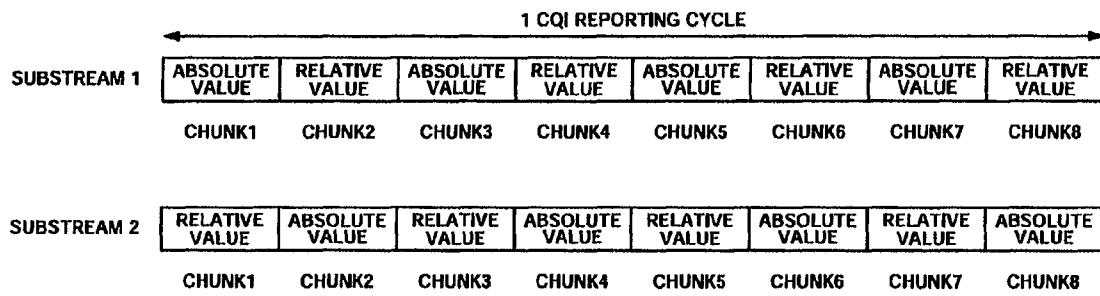 1 CQI REPORTING CYCLE
SUBSTREAM 1
ABSOLUTE VALUE
RELATIVE VALUE
ABSOLUTE VALUE
RELATIVE VALUE
ABSOLUTE VALUE
RELATIVE VALUE
ABSOLUTE VALUE
RELATIVE VALUE
CHUNK1 CHUNK2 CHUNK3 CHUNK4 CHUNK5 CHUNK6 CHUNK7 CHUNK8
SUBSTREAM 2
RELATIVE VALUE
ABSOLUTE VALUE
RELATIVE VALUE
ABSOLUTE VALUE
RELATIVE VALUE
ABSOLUTE VALUE
RELATIVE VALUE
ABSOLUTE VALUE
CHUNK1 CHUNK2 CHUNK3 CHUNK4 CHUNK5 CHUNK6 CHUNK7 CHUNK8